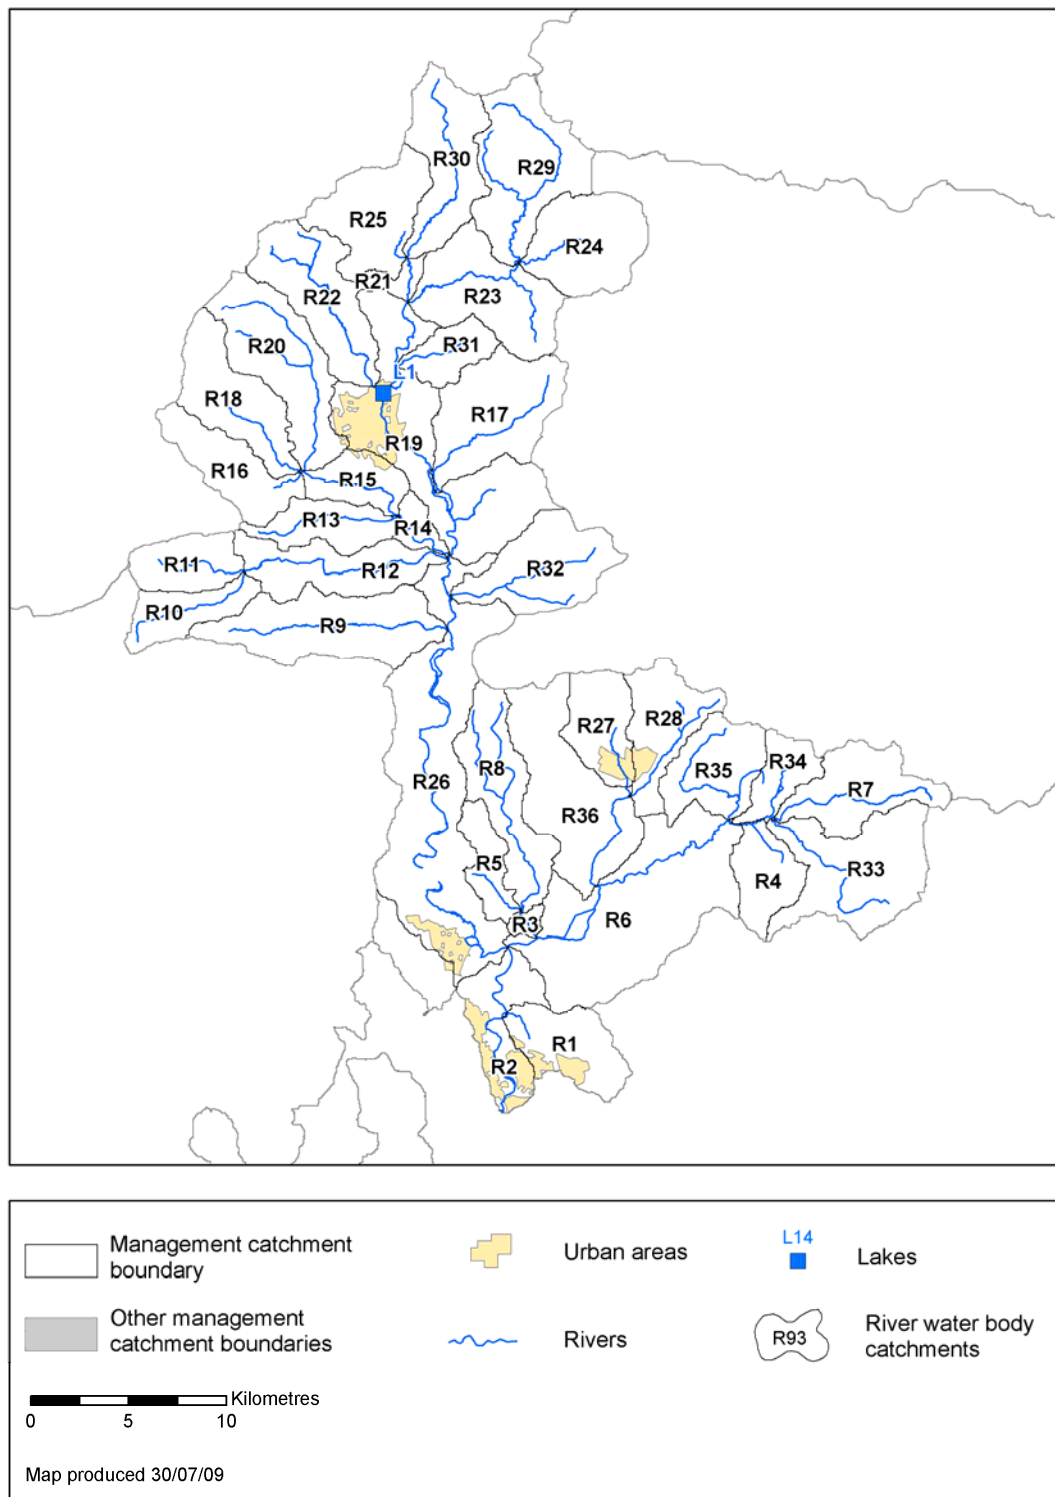 R30
R29
R25
R24
R21
R22
R23
R31
R20
L1
R18
R17
R19
R16
R15
R13
R14
R11
R12
R32
R10
R9
R27
R28
R8
R35
R34
R26
R7
R36
R5
R4
R33
R3
R6
R1
R2
Management catchment
boundary
Urban areas
L14
Lakes
Other management
catchment boundaries
Rivers
R93
River water body
catchments
Kilometres
0 5 10
Map produced 30/07/09